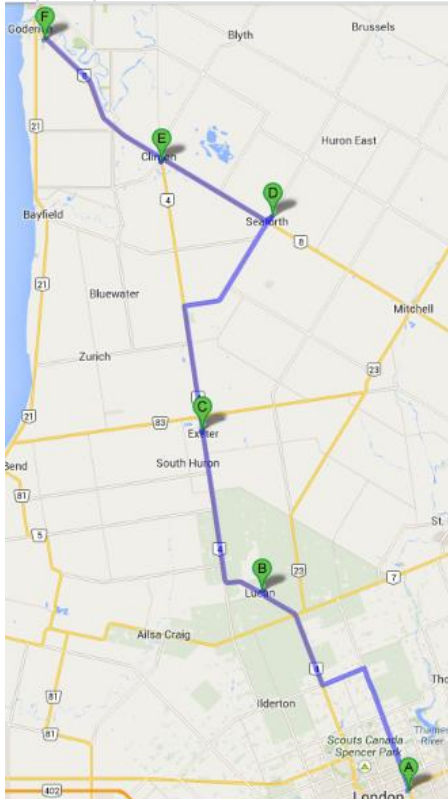 F
Goderich
Blyth
Brussels
8
21
E
Clinton
Huron East
4
D
Seaforth
Bayfield
8
21
Bluewater
Mitchell
Zurich
23
21
C
83
Exeter
Bend
South Huron
81
5
St.
4
B
23
7
Lucan
Ailsa Craig
4
81
Ilderton
Tho
81
Scouts Canada
Spencer Park
Thames
River
A
402
London